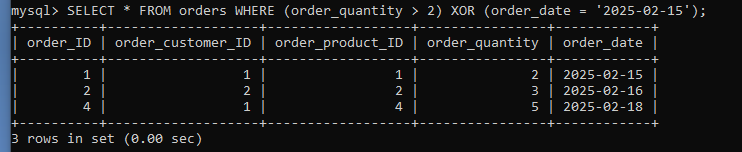 mysql> SELECT * FROM orders WHERE (order_quantity > 2) XOR (order_date = '2025-02-15');
+----------+-------------------+------------------+----------------+------------+
| order_ID | order_customer_ID | order_product_ID | order_quantity | order_date |
+----------+-------------------+------------------+----------------+------------+
|        1 |                 1 |                1 |              2 | 2025-02-15 |
|        2 |                 2 |                2 |              3 | 2025-02-16 |
|        4 |                 1 |                4 |              5 | 2025-02-18 |
+----------+-------------------+------------------+----------------+------------+
3 rows in set (0.00 sec)